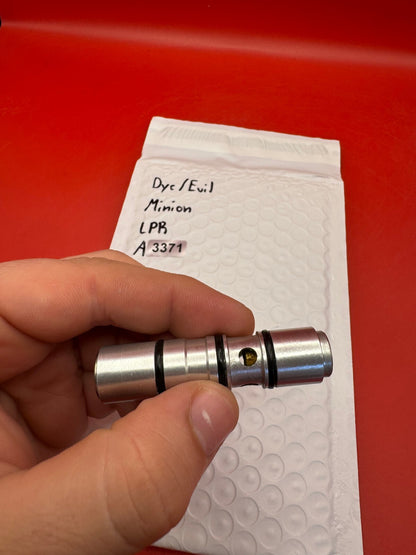 Dye/Evil
Minion
LPR
A 3371